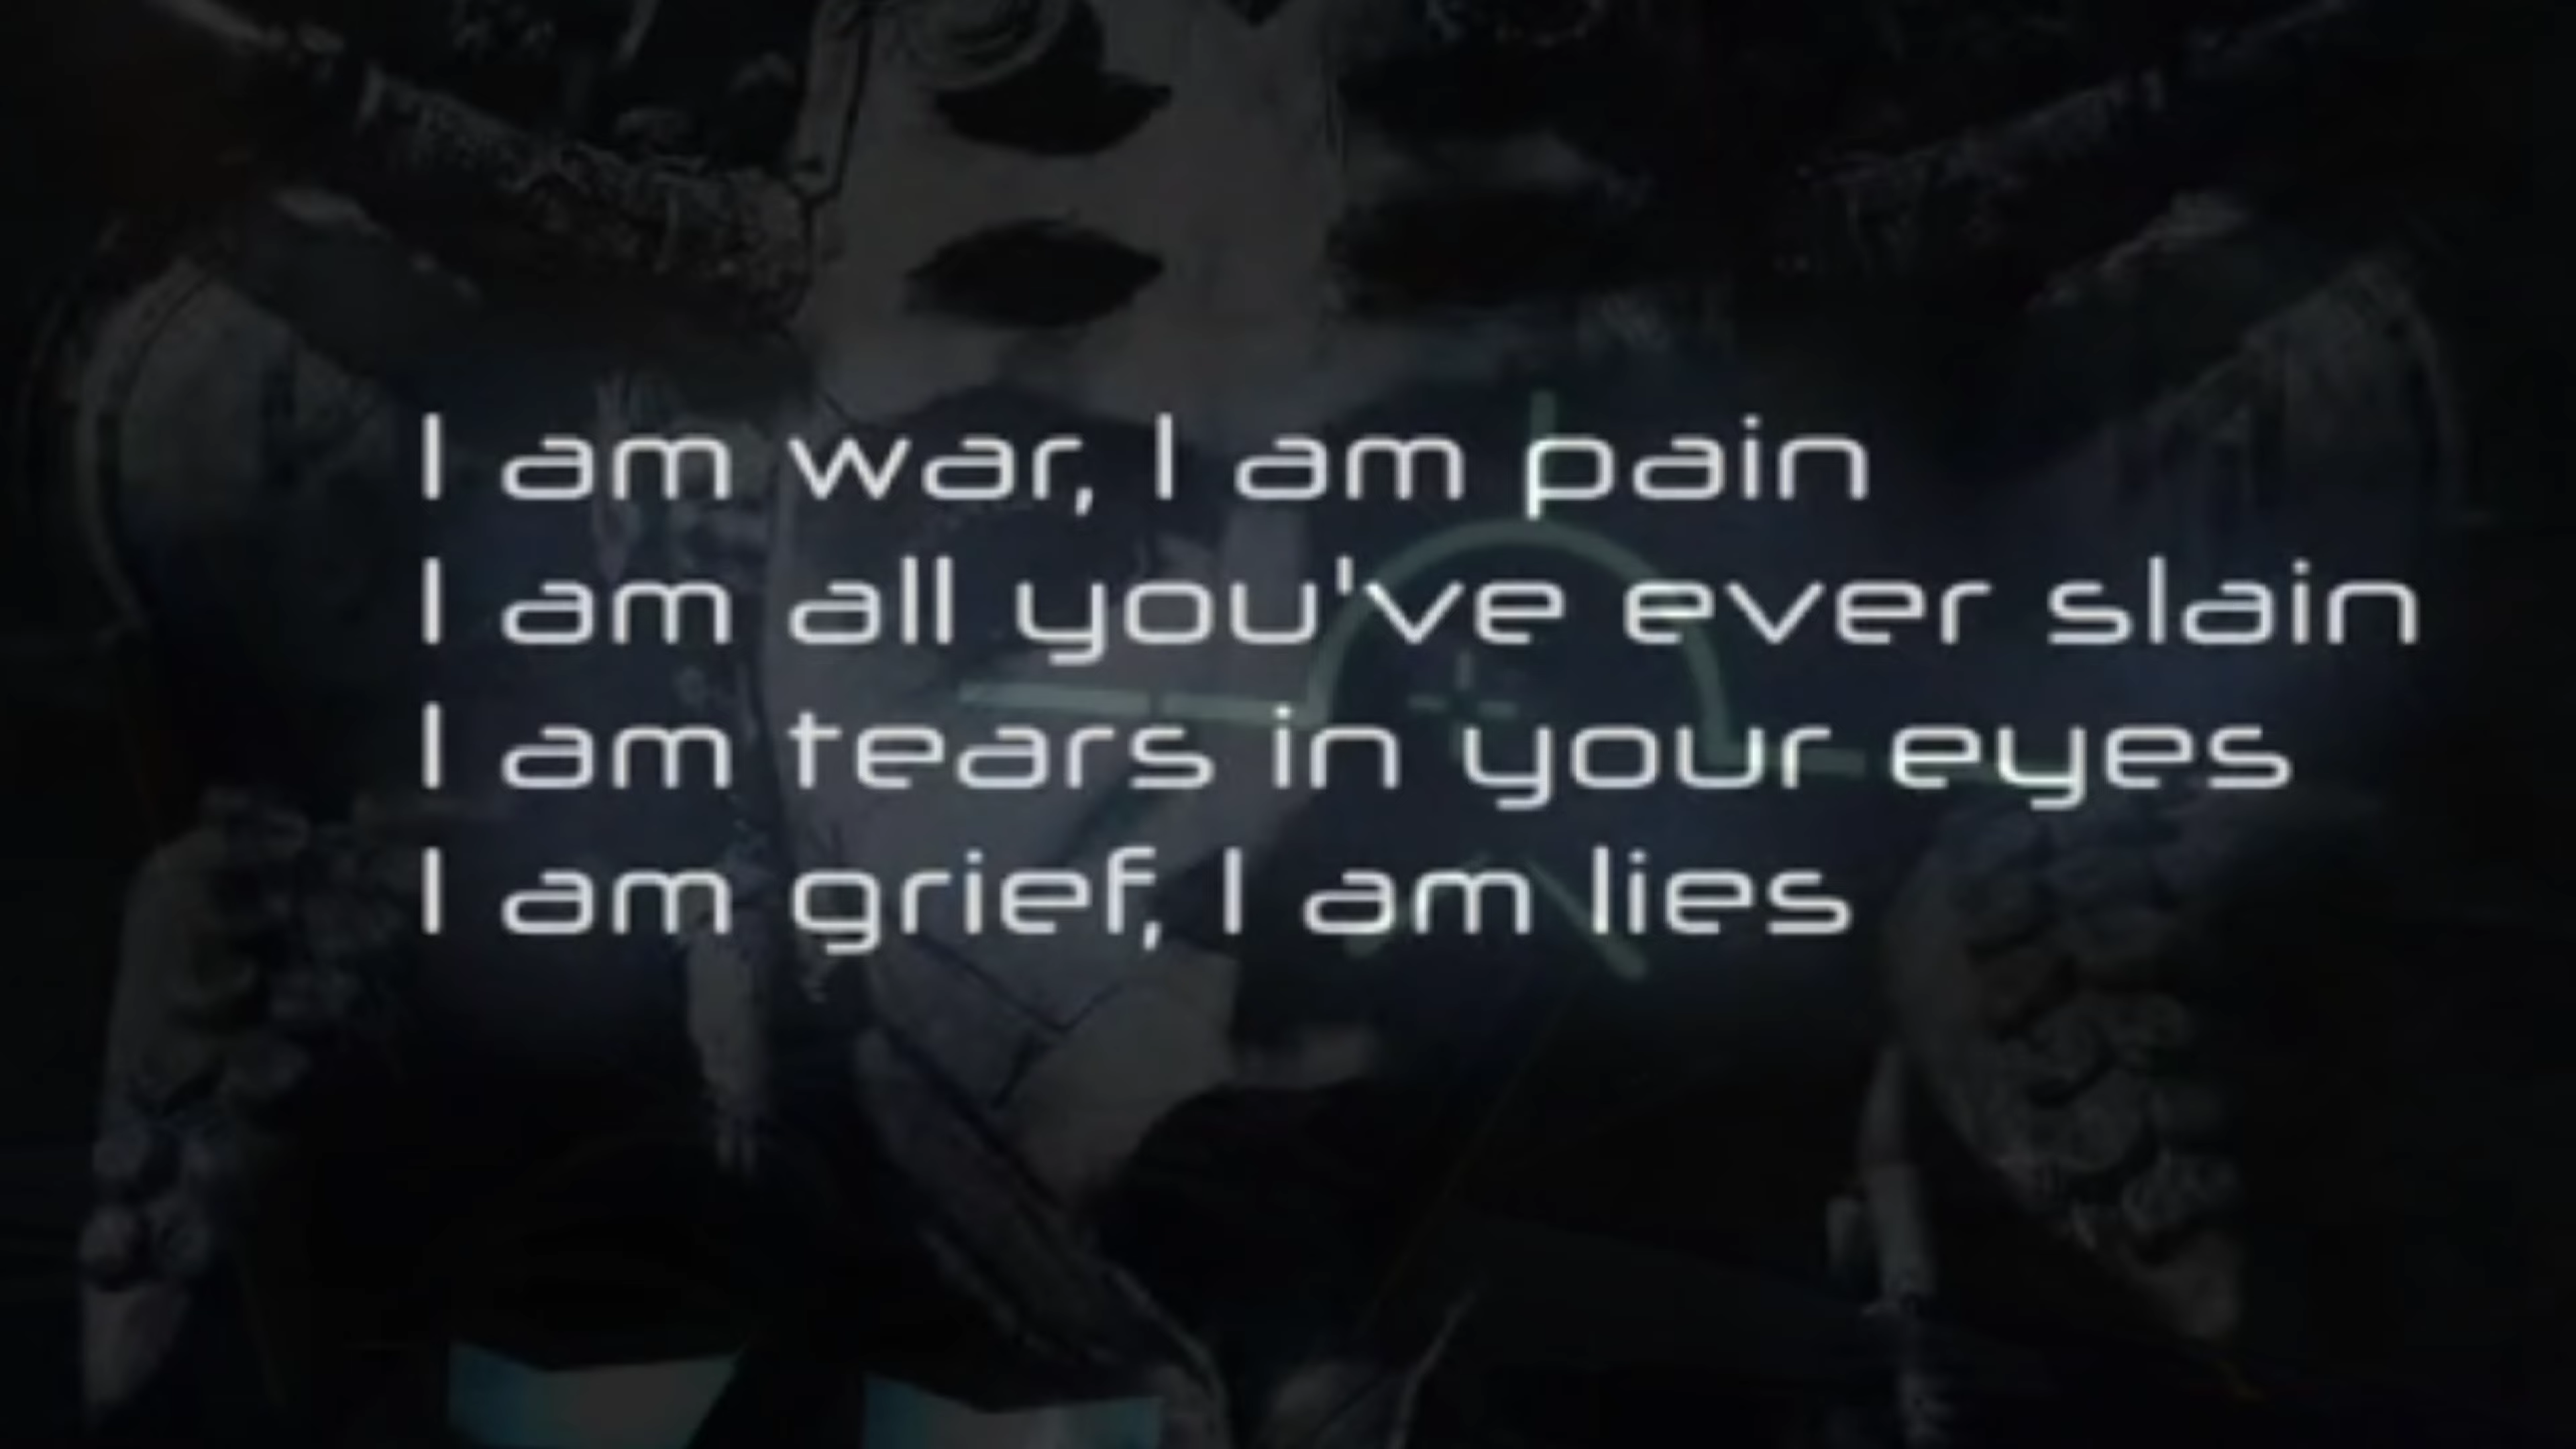 I am war, I am pain
I am all you've ever slain
I am tears in your eyes
I am grief, I am lies